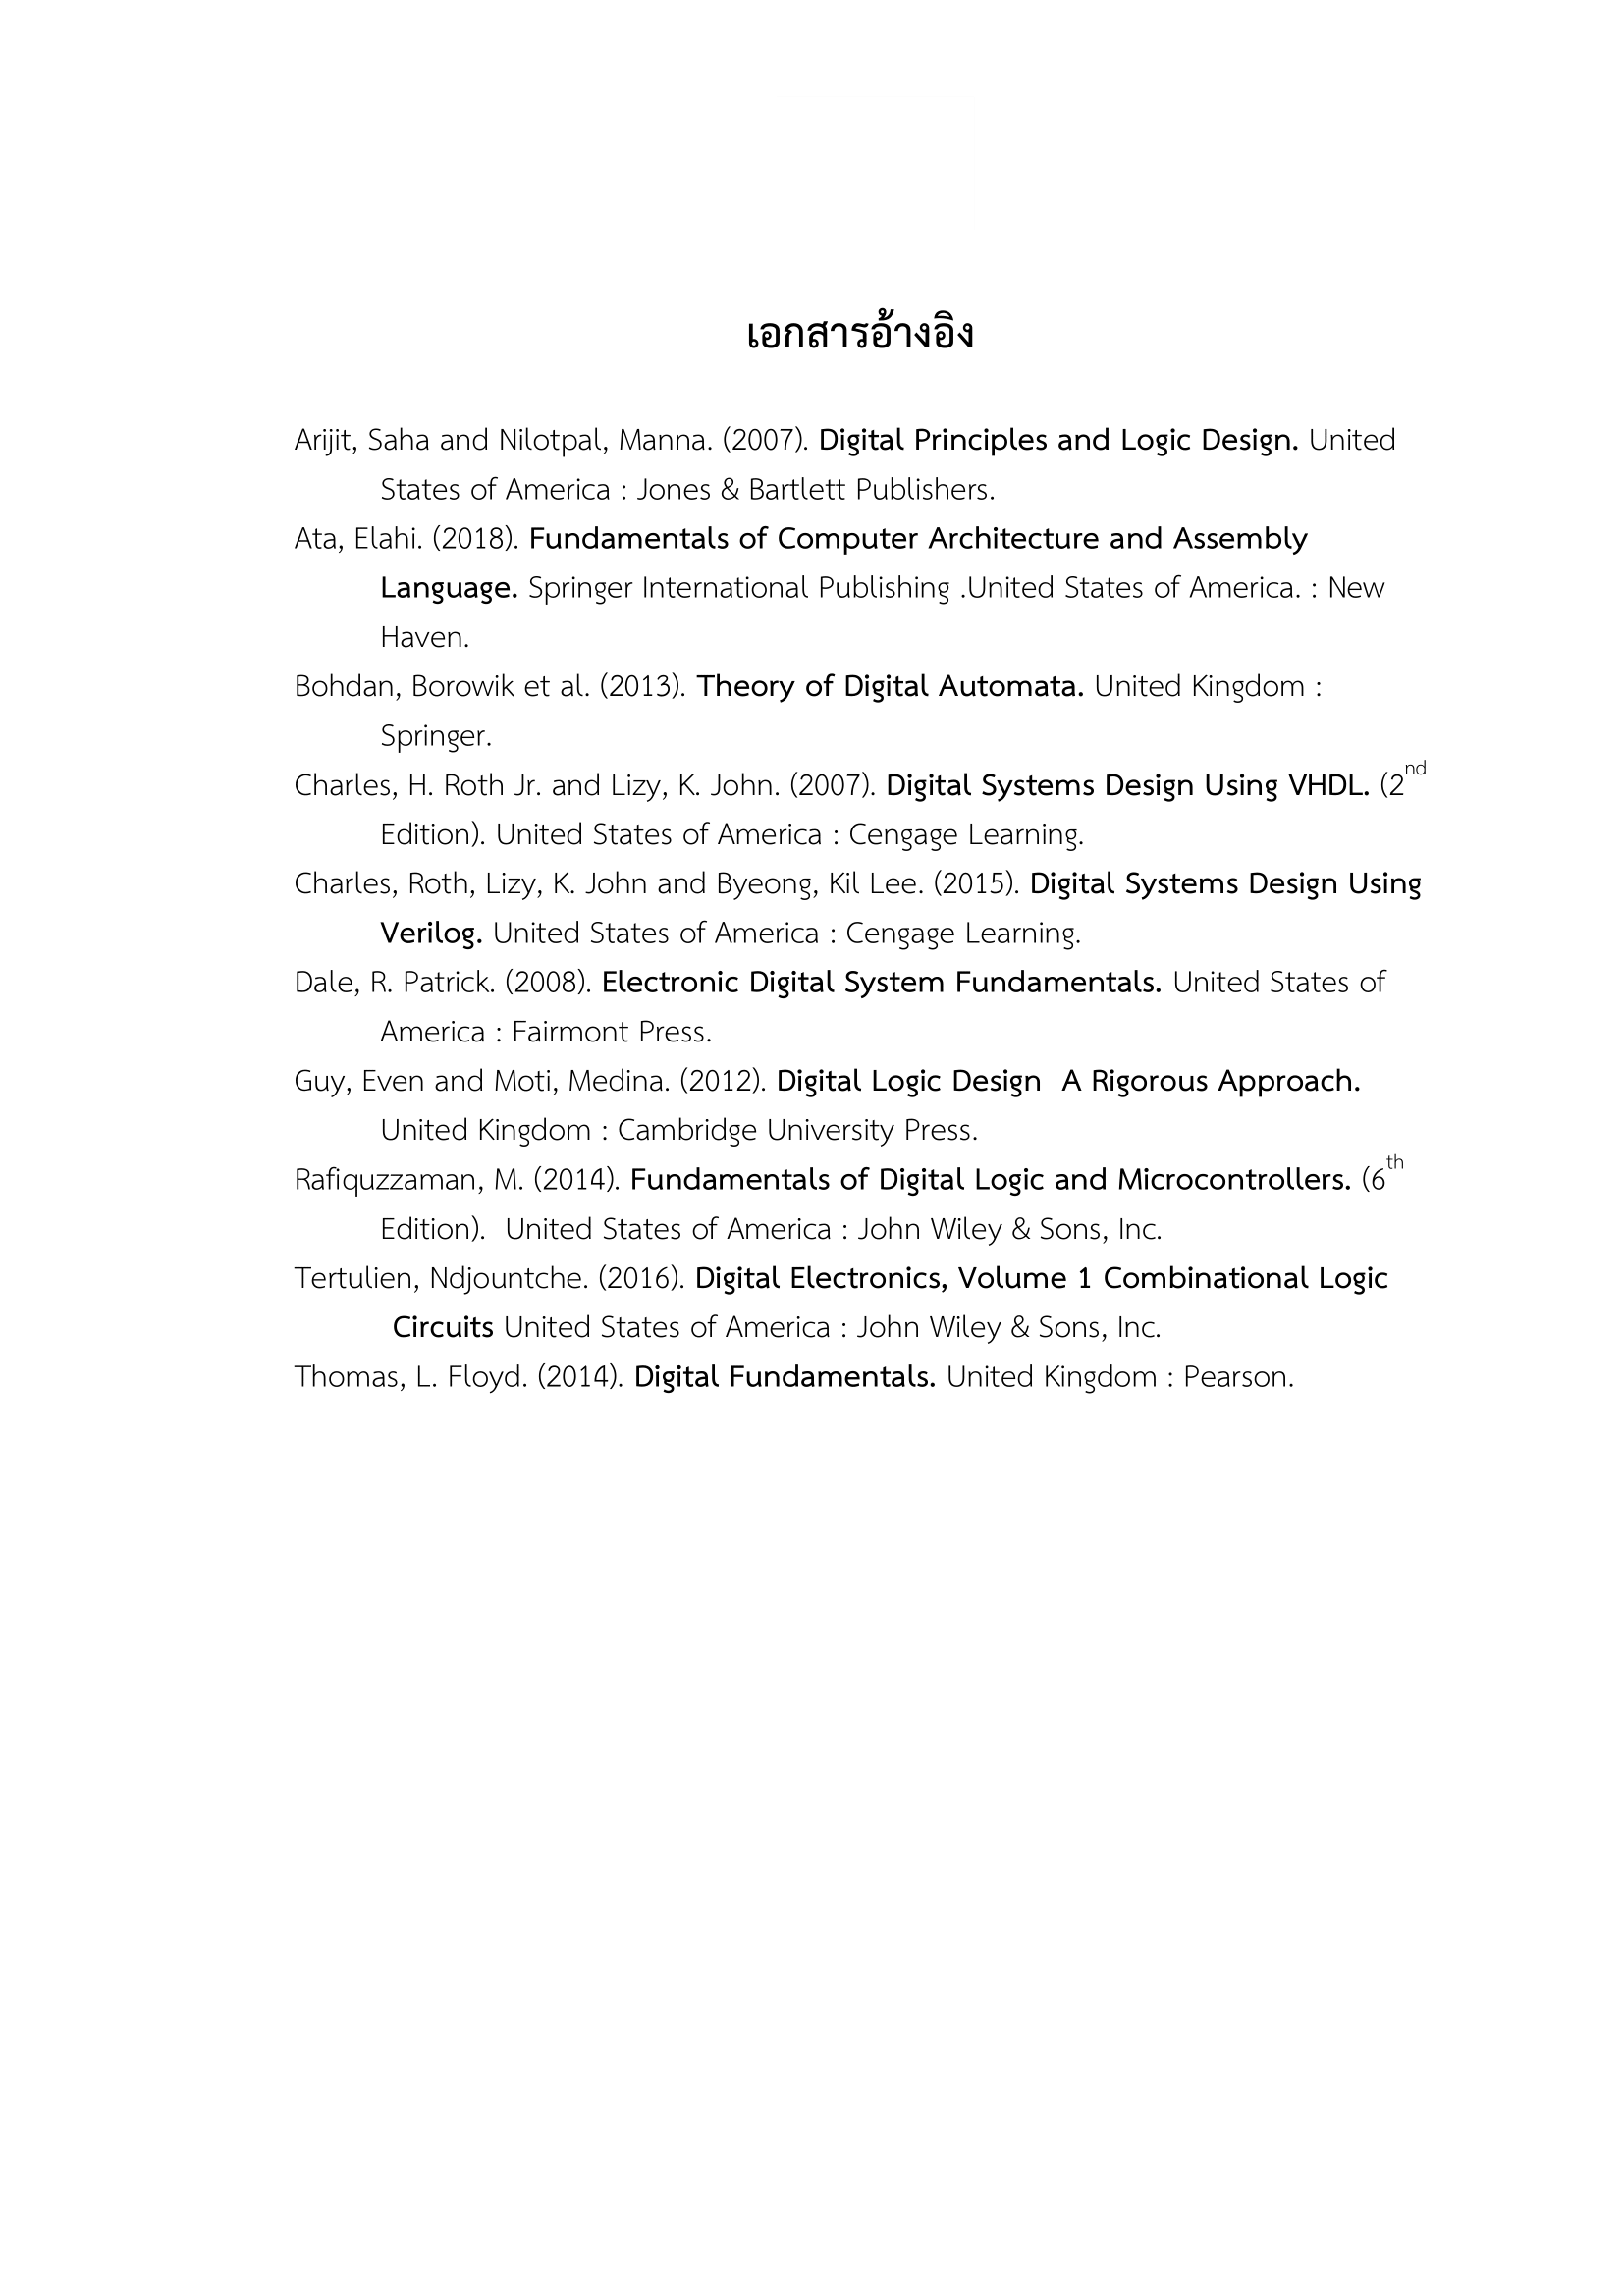 เอกสารอ้างอิง
Arijit, Saha and Nilotpal, Manna. (2007). Digital Principles and Logic Design. United
States of America : Jones & Bartlett Publishers.
Ata, Elahi. (2018). Fundamentals of Computer Architecture and Assembly
Language. Springer International Publishing .United States of America. : New
Haven.
Bohdan, Borowik et al. (2013). Theory of Digital Automata. United Kingdom :
Springer.
Charles, H. Roth Jr. and Lizy, K. John. (2007). Digital Systems Design Using VHDL. (2nd
Edition). United States of America : Cengage Learning.
Charles, Roth, Lizy, K. John and Byeong, Kil Lee. (2015). Digital Systems Design Using
Verilog. United States of America : Cengage Learning.
Dale, R. Patrick. (2008). Electronic Digital System Fundamentals. United States of
America : Fairmont Press.
Guy, Even and Moti, Medina. (2012). Digital Logic Design  A Rigorous Approach.
United Kingdom : Cambridge University Press.
Rafiquzzaman, M. (2014). Fundamentals of Digital Logic and Microcontrollers. (6th
Edition).  United States of America : John Wiley & Sons, Inc.
Tertulien, Ndjountche. (2016). Digital Electronics, Volume 1 Combinational Logic
Circuits United States of America : John Wiley & Sons, Inc.
Thomas, L. Floyd. (2014). Digital Fundamentals. United Kingdom : Pearson.